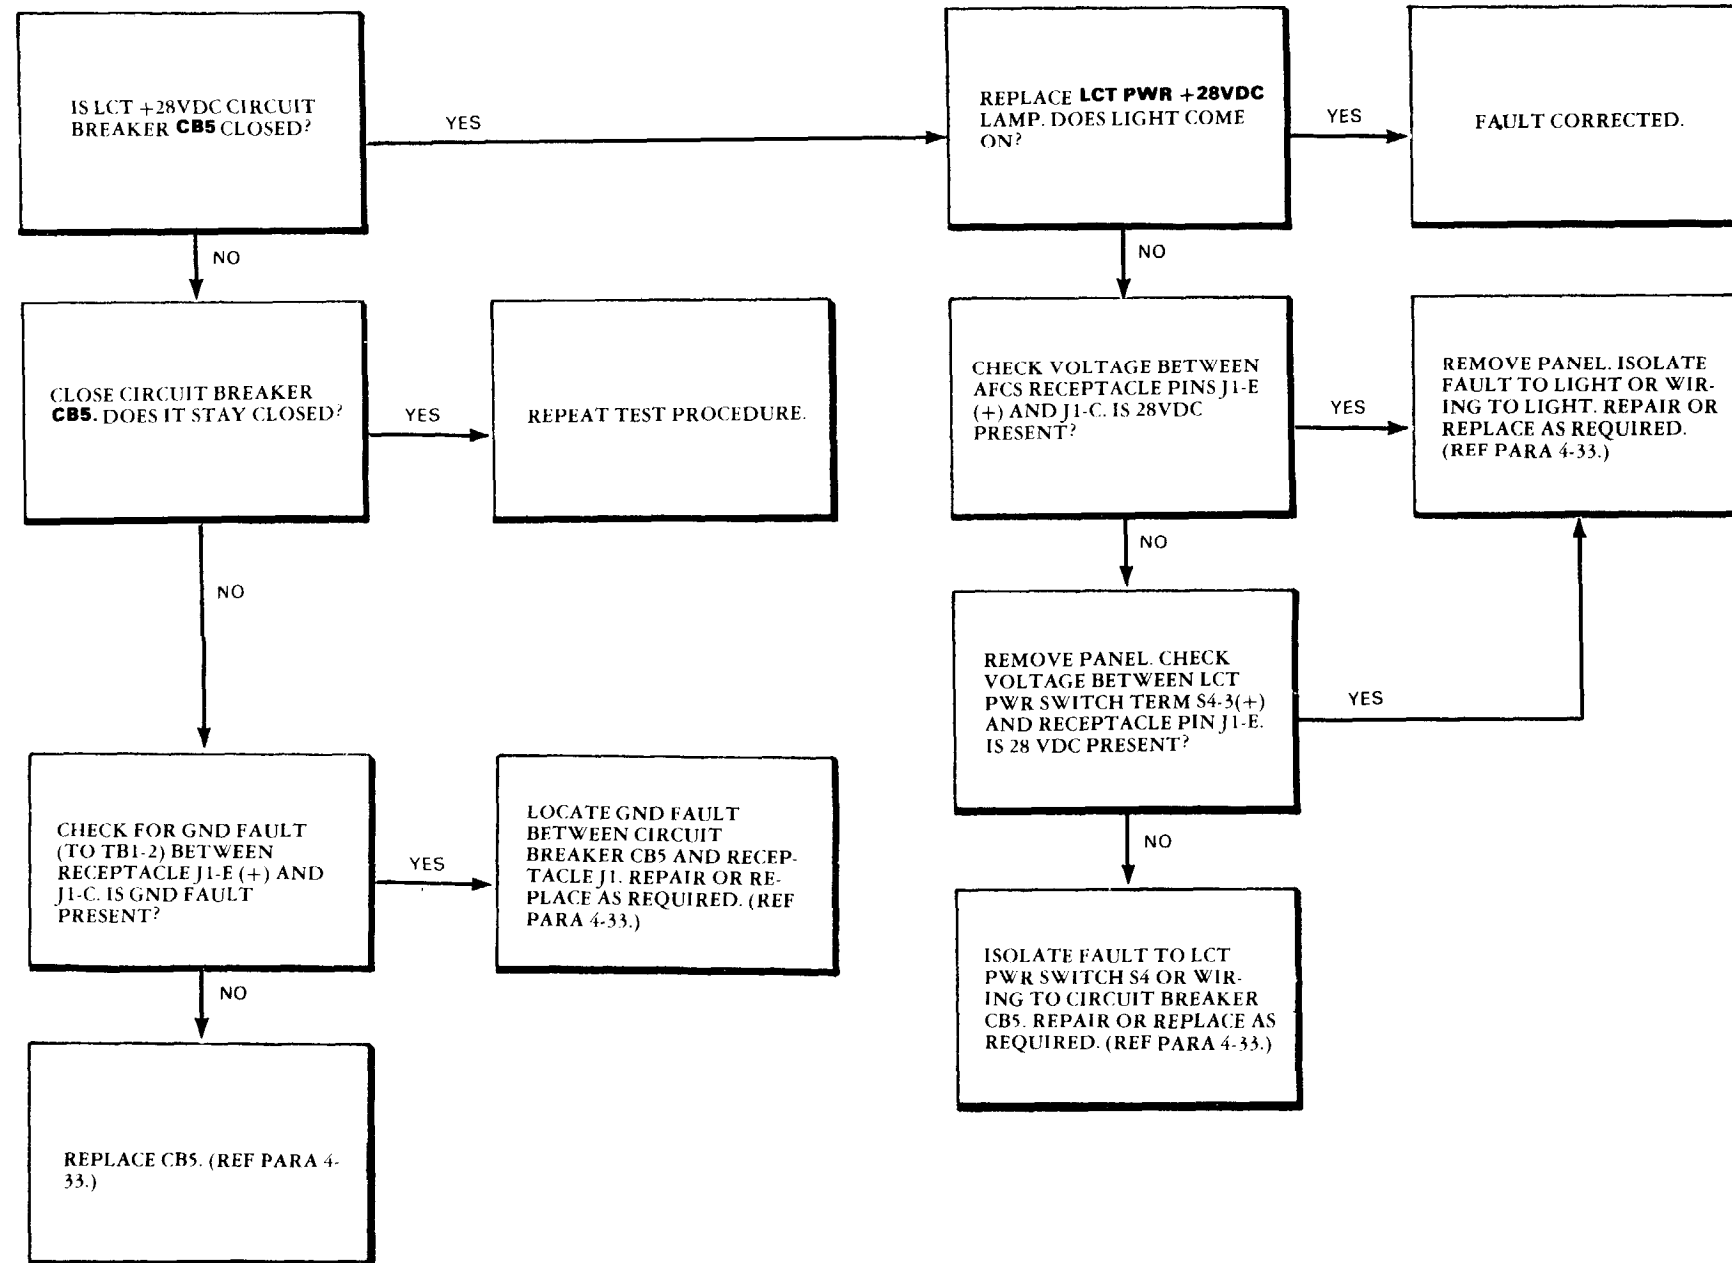 IS LCT +28VDC CIRCUIT
BREAKER CB5 CLOSED?
YES
REPLACE LCT PWR +28VDC
LAMP. DOES LIGHT COME
ON?
YES
FAULT CORRECTED.
NO
NO
CLOSE CIRCUIT BREAKER
CB5. DOES IT STAY CLOSED?
YES
REPEAT TEST PROCEDURE.
CHECK VOLTAGE BETWEEN
AFCS RECEPTACLE PINS J1-E
(+) AND J1-C. IS 28VDC
PRESENT?
YES
REMOVE PANEL. ISOLATE
FAULT TO LIGHT OR WIR-
ING TO LIGHT. REPAIR OR
REPLACE AS REQUIRED.
(REF PARA 4-33.)
NO
NO
REMOVE PANEL. CHECK
VOLTAGE BETWEEN LCT
PWR SWITCH TERM S4-3(+)
AND RECEPTACLE PIN J1-E.
IS 28 VDC PRESENT?
YES
CHECK FOR GND FAULT
(TO TB1-2) BETWEEN
RECEPTACLE J1-E (+) AND
J1-C. IS GND FAULT
PRESENT?
YES
LOCATE GND FAULT
BETWEEN CIRCUIT
BREAKER CB5 AND RECEP-
TACLE J1. REPAIR OR RE-
PLACE AS REQUIRED. (REF
PARA 4-33.)
NO
NO
ISOLATE FAULT TO LCT
PWR SWITCH S4 OR WIR-
ING TO CIRCUIT BREAKER
CB5. REPAIR OR REPLACE AS
REQUIRED. (REF PARA 4-33.)
REPLACE CB5. (REF PARA 4-
33.)